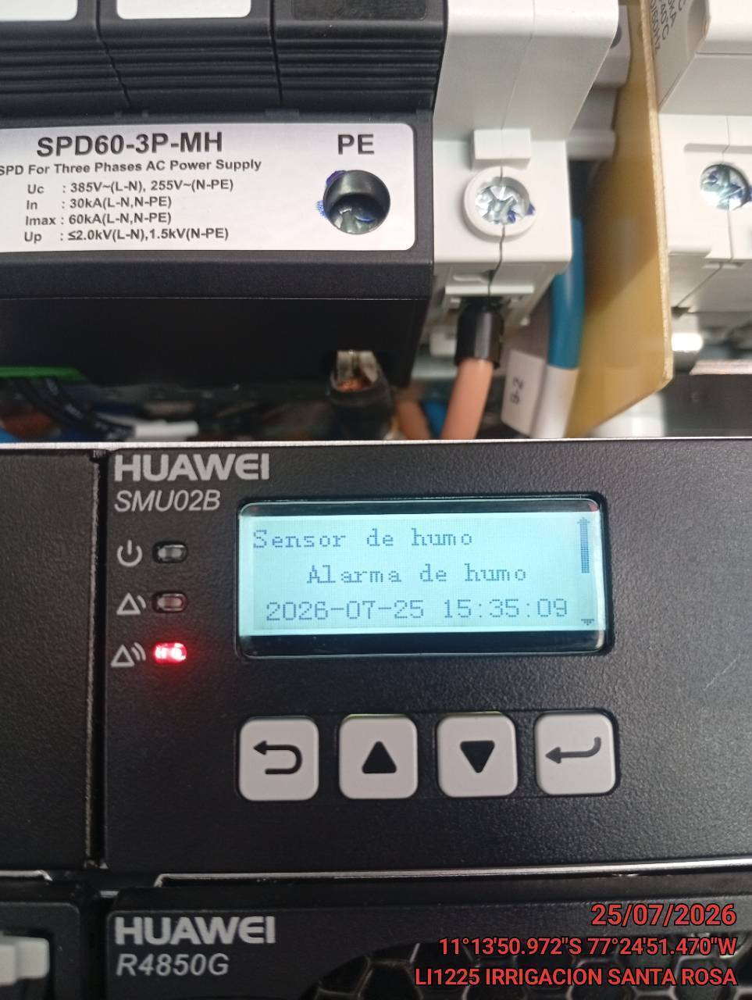 SPD60-3P-MH
PE
SPD For Three Phases AC Power Supply
Uc : 385V~(L-N), 255V~(N-PE)
In : 30kA(L-N,N-PE)
Imax : 60kA(L-N,N-PE)
Up : ≤2.0kV(L-N),1.5kV(N-PE)
9-2
HUAWEI
SMU02B
Sensor de humo
Alarma de humo
2026-07-25 15:35:09
HUAWEI
R4850G
25/07/2026
11°13'50.972"S 77°24'51.470"W
LI1225 IRRIGACION SANTA ROSA